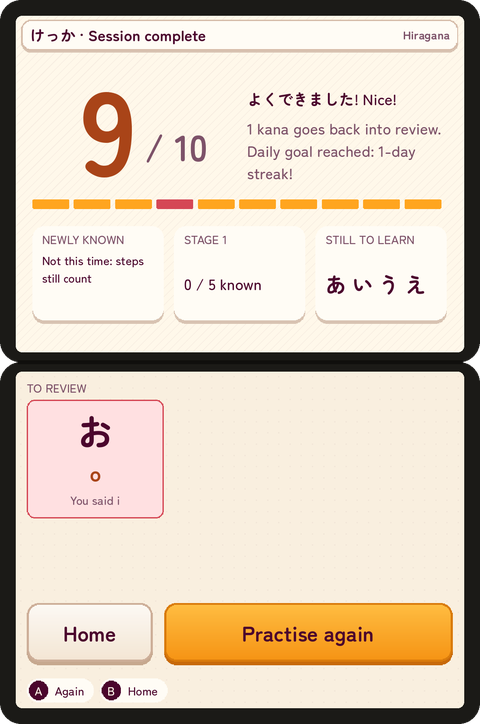 けっか · Session complete
Hiragana
9 / 10
よくできました! Nice!
1 kana goes back into review.
Daily goal reached: 1-day
streak!
NEWLY KNOWN
Not this time: steps
still count
STAGE 1
0 / 5 known
STILL TO LEARN
あ い う え
TO REVIEW
お
o
You said i
Home
Practise again
A Again
B Home